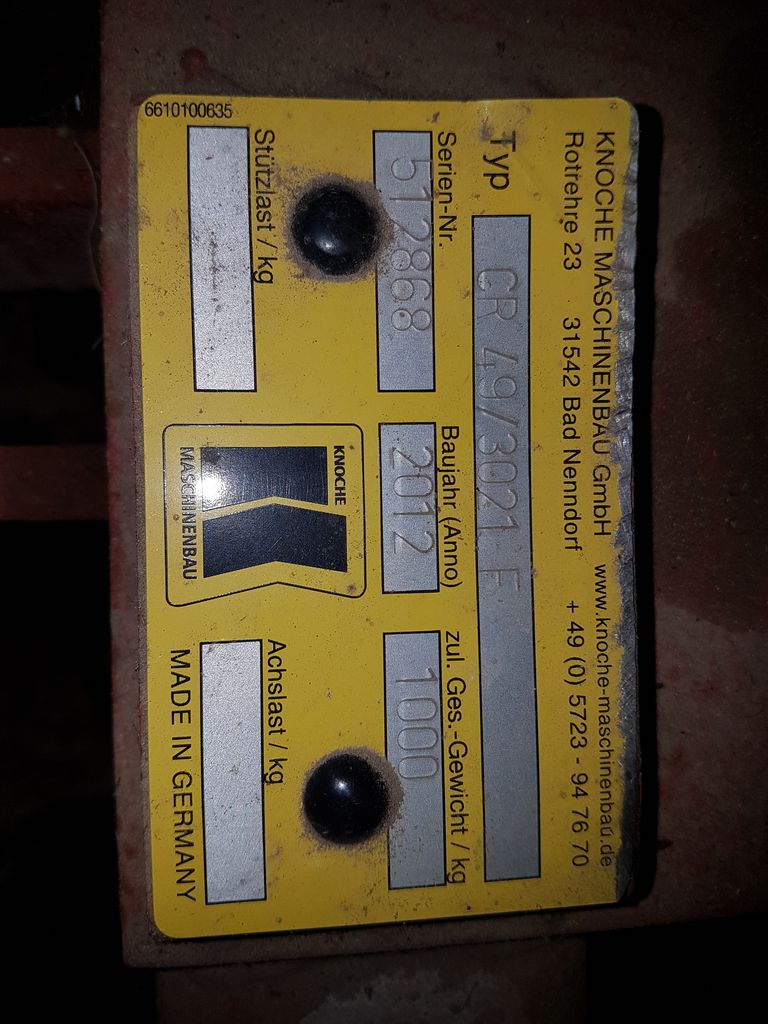 KNOCHE MASCHINENBAU GmbH www.knoche-maschinenbau.de
Rotrehre 23 31542 Bad Nenndorf + 49 (0) 5723 - 94 76 70
Typ CR 49/3021 F
Serien-Nr. Baujahr (Anno) zul. Ges.-Gewicht / kg
512868 2012 1000
Stützlast / kg KNOCHE Achslast / kg
MASCHINENBAU MADE IN GERMANY
6610100635